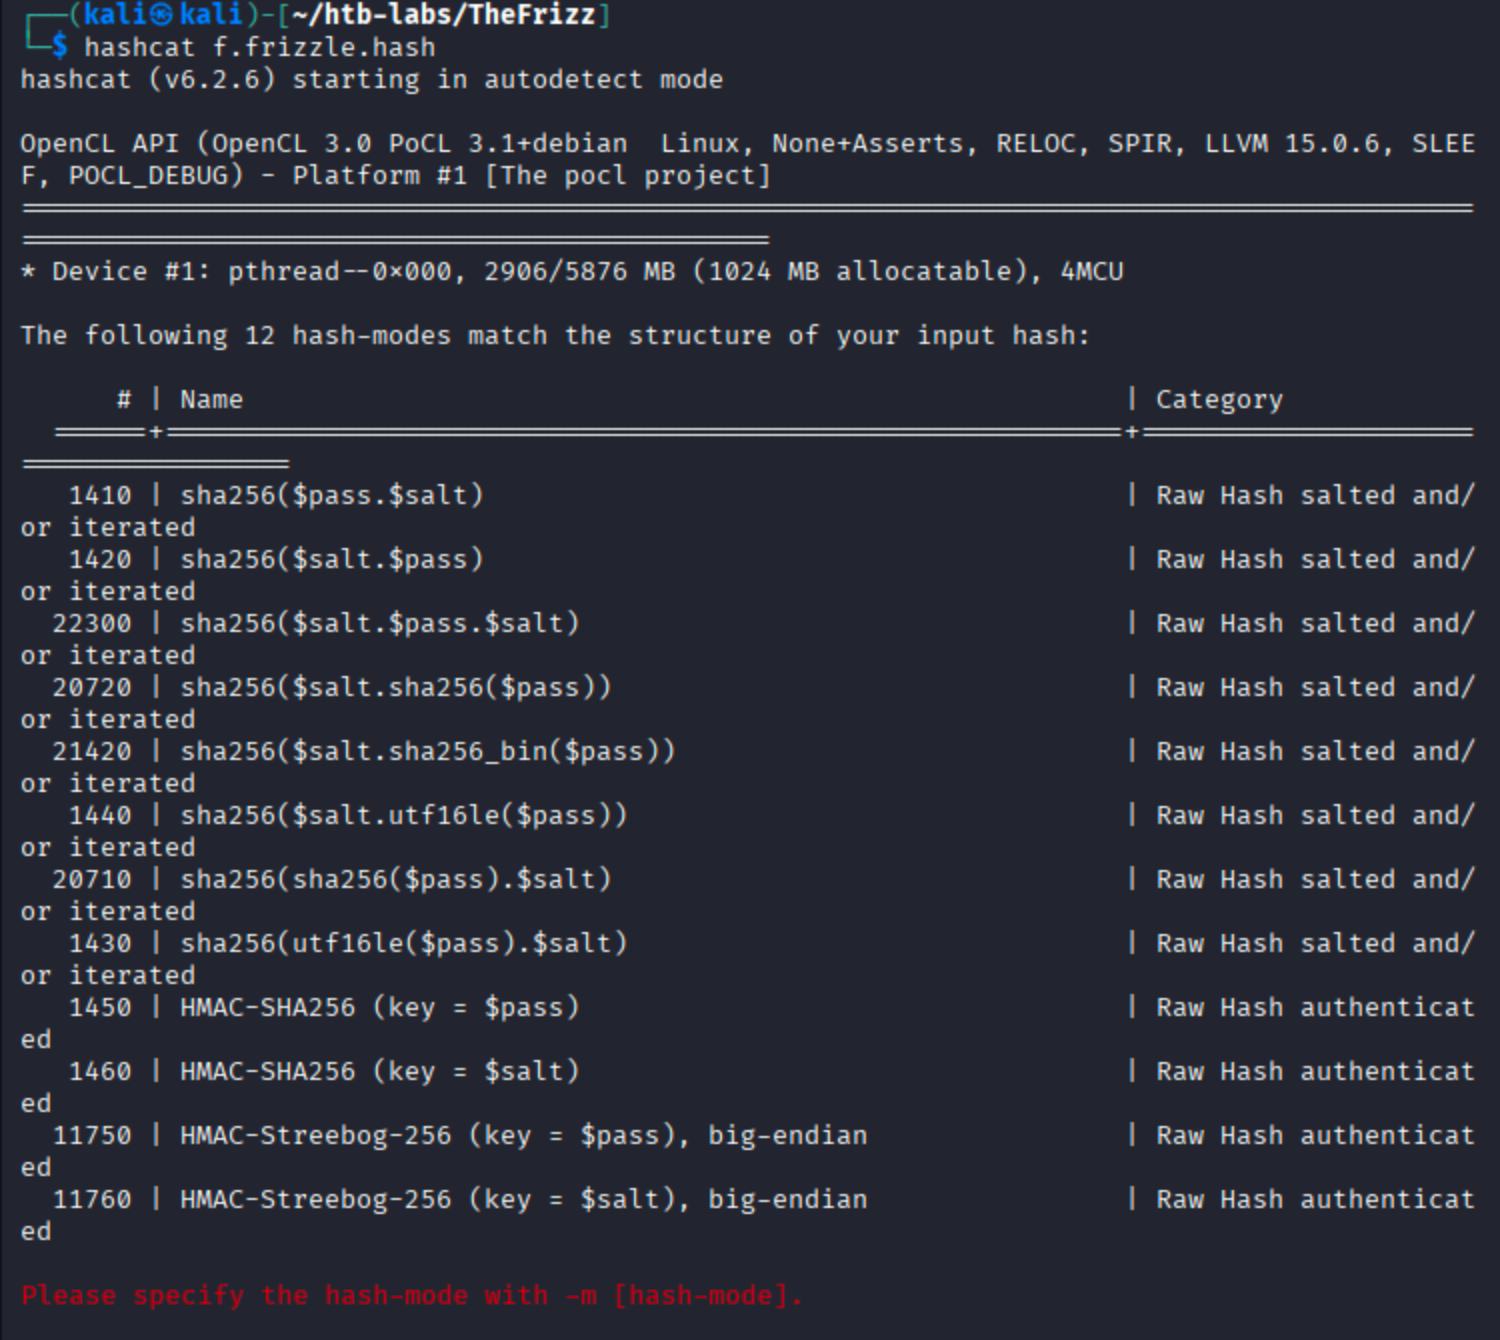 ┌──(kali㉿kali)-[~/htb-labs/TheFrizz]
└─$ hashcat f.frizzle.hash
hashcat (v6.2.6) starting in autodetect mode
OpenCL API (OpenCL 3.0 PoCL 3.1+debian  Linux, None+Asserts, RELOC, SPIR, LLVM 15.0.6, SLEE
F, POCL_DEBUG) - Platform #1 [The pocl project]
===========================================================================================
===============================================
* Device #1: pthread--0x000, 2906/5876 MB (1024 MB allocatable), 4MCU
The following 12 hash-modes match the structure of your input hash:
      # | Name                                                       | Category
  ======+============================================================+=====================
=================
   1410 | sha256($pass.$salt)                                        | Raw Hash salted and/
or iterated
   1420 | sha256($salt.$pass)                                        | Raw Hash salted and/
or iterated
  22300 | sha256($salt.$pass.$salt)                                  | Raw Hash salted and/
or iterated
  20720 | sha256($salt.sha256($pass))                                | Raw Hash salted and/
or iterated
  21420 | sha256($salt.sha256_bin($pass))                            | Raw Hash salted and/
or iterated
   1440 | sha256($salt.utf16le($pass))                               | Raw Hash salted and/
or iterated
  20710 | sha256(sha256($pass).$salt)                                | Raw Hash salted and/
or iterated
   1430 | sha256(utf16le($pass).$salt)                               | Raw Hash salted and/
or iterated
   1450 | HMAC-SHA256 (key = $pass)                                  | Raw Hash authenticat
ed
   1460 | HMAC-SHA256 (key = $salt)                                  | Raw Hash authenticat
ed
  11750 | HMAC-Streebog-256 (key = $pass), big-endian                | Raw Hash authenticat
ed
  11760 | HMAC-Streebog-256 (key = $salt), big-endian                | Raw Hash authenticat
ed
Please specify the hash-mode with -m [hash-mode].